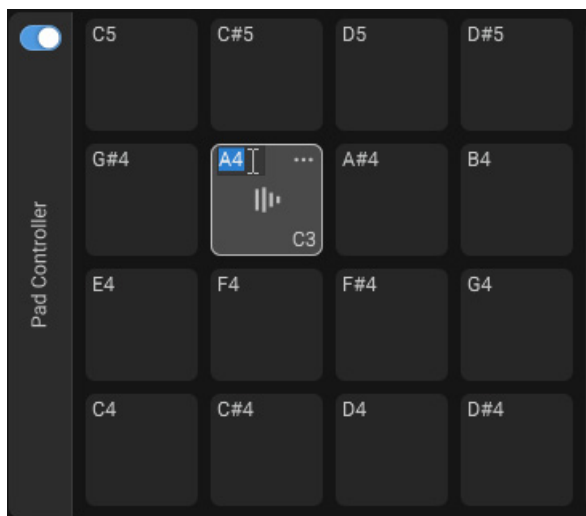 Pad Controller
C5 C#5 D5 D#5
G#4 A4 ... A#4 B4
C3
E4 F4 F#4 G4
C4 C#4 D4 D#4